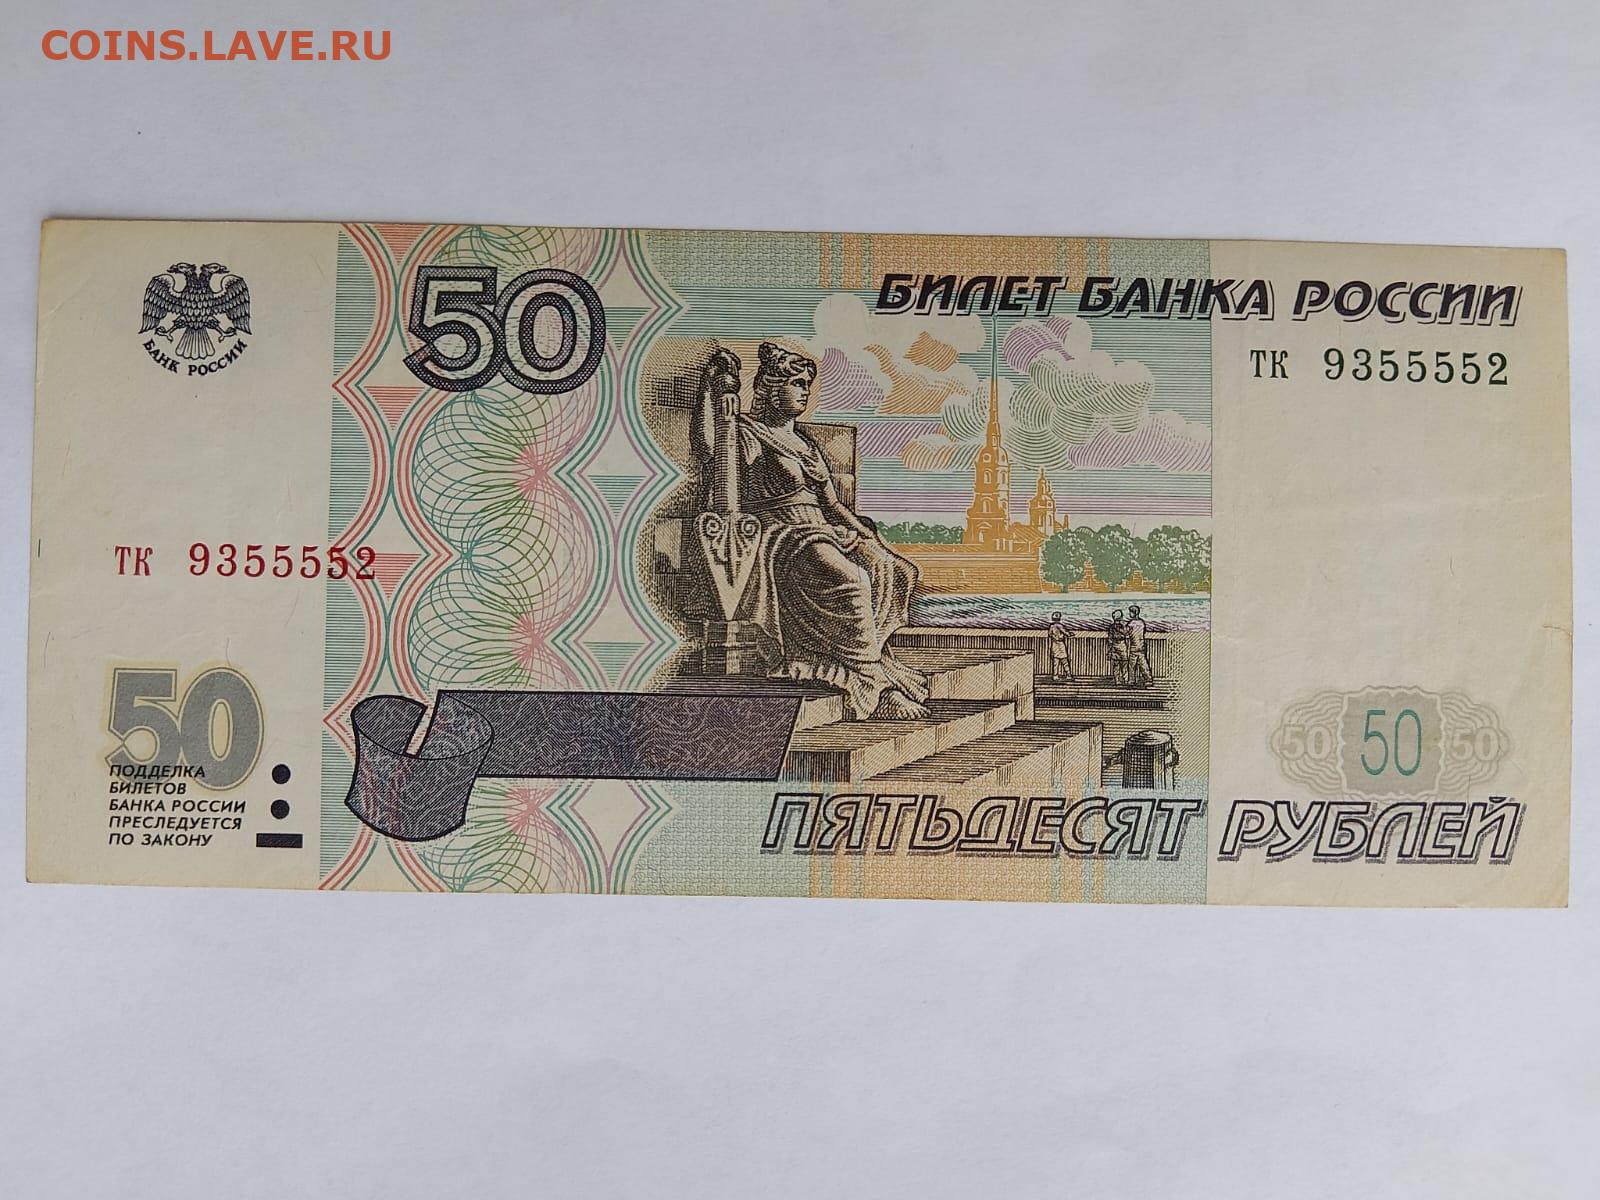 COINS.LAVE.RU
БАНК РОССИИ
50
БИЛЕТ БАНКА РОССИИ
тк 9355552
тк 9355552
50
ПОДДЕЛКА
БИЛЕТОВ
БАНКА РОССИИ
ПРЕСЛЕДУЕТСЯ
ПО ЗАКОНУ
50 50 50
ПЯТЬДЕСЯТ РУБЛЕЙ